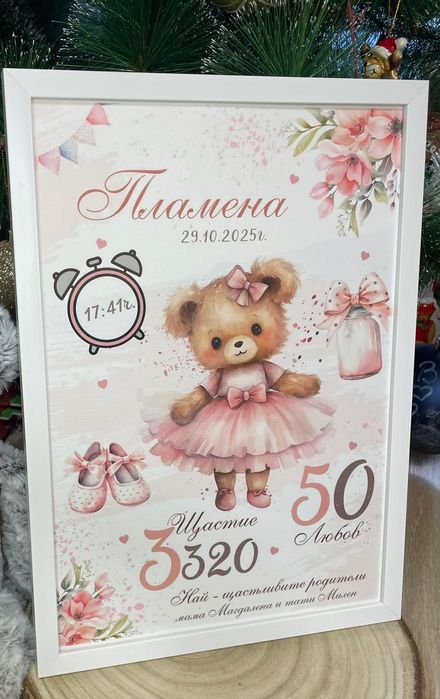 Пламена
29.10.2025г.
17:41ч.
50
Любов
Щастие
3320
Най - щастливите родители
мама Магдалена и тати Милен